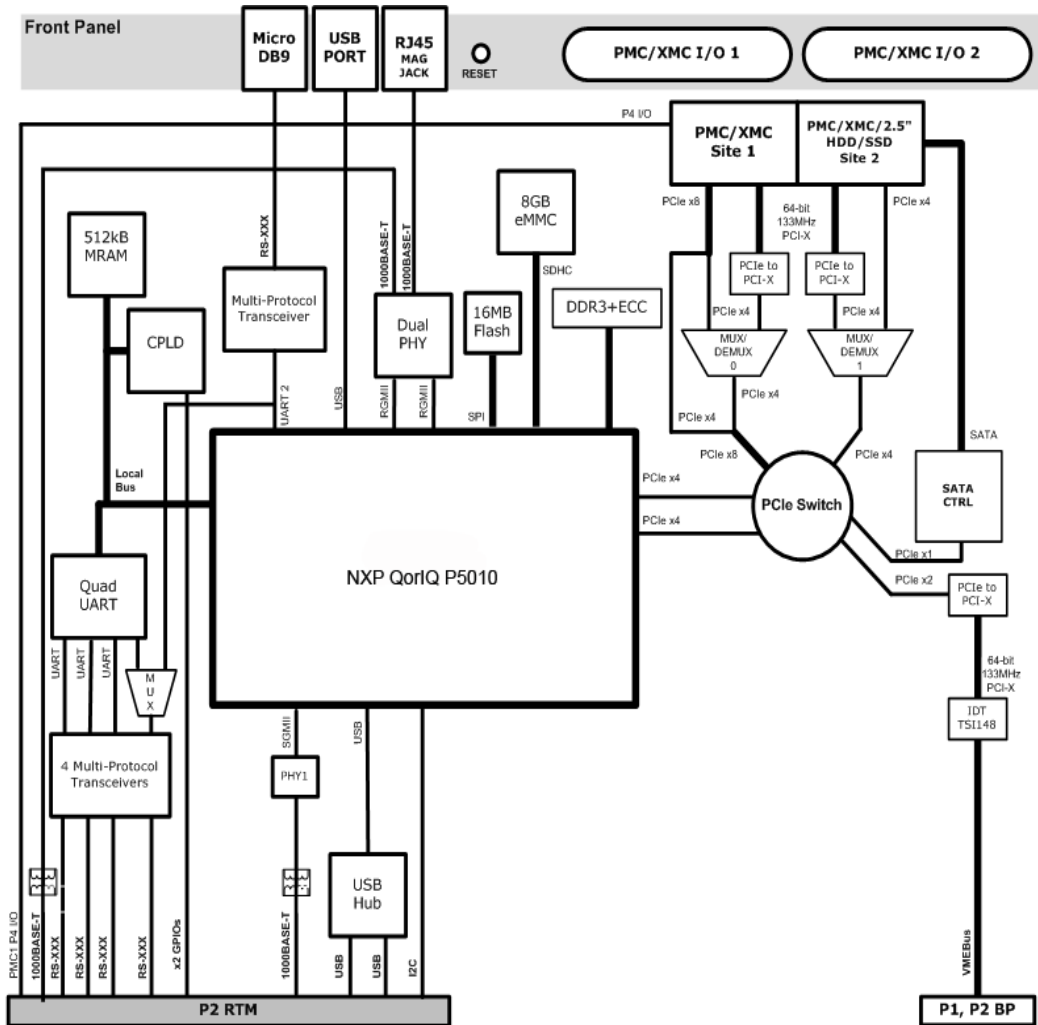 Front Panel
Micro
DB9
USB
PORT
RJ45
MAG
JACK
RESET
PMC/XMC I/O 1
PMC/XMC I/O 2
P4 I/O
PMC/XMC
Site 1
PMC/XMC/2.5"
HDD/SSD
Site 2
512kB
MRAM
CPLD
RS-XXX
Multi-Protocol
Transceiver
UART 2
USB
1000BASE-T
1000BASE-T
Dual
PHY
RGMII
RGMII
16MB
Flash
SPI
8GB
eMMC
SDHC
DDR3+ECC
PCIe x8
64-bit
133MHz
PCI-X
PCIe x4
PCIe to
PCI-X
PCIe to
PCI-X
PCIe x4
PCIe x4
PCIe x4
MUX/
DEMUX
0
MUX/
DEMUX
1
PCIe x4
PCIe x4
PCIe x8
PCIe x4
SATA
SATA
CTRL
PCIe x4
PCIe x4
PCIe Switch
PCIe x1
PCIe x2
PCIe to
PCI-X
64-bit
133MHz
PCI-X
IDT
TSI148
VMEBus
P1, P2 BP
Local
Bus
NXP QorIQ P5010
Quad
UART
UART
UART
UART
M
U
X
4 Multi-Protocol
Transceivers
SGMII
PHY1
USB
USB
Hub
PMC1 P4 I/O
1000BASE-T
RS-XXX
RS-XXX
RS-XXX
RS-XXX
x2 GPIOs
1000BASE-T
USB
USB
I2C
P2 RTM